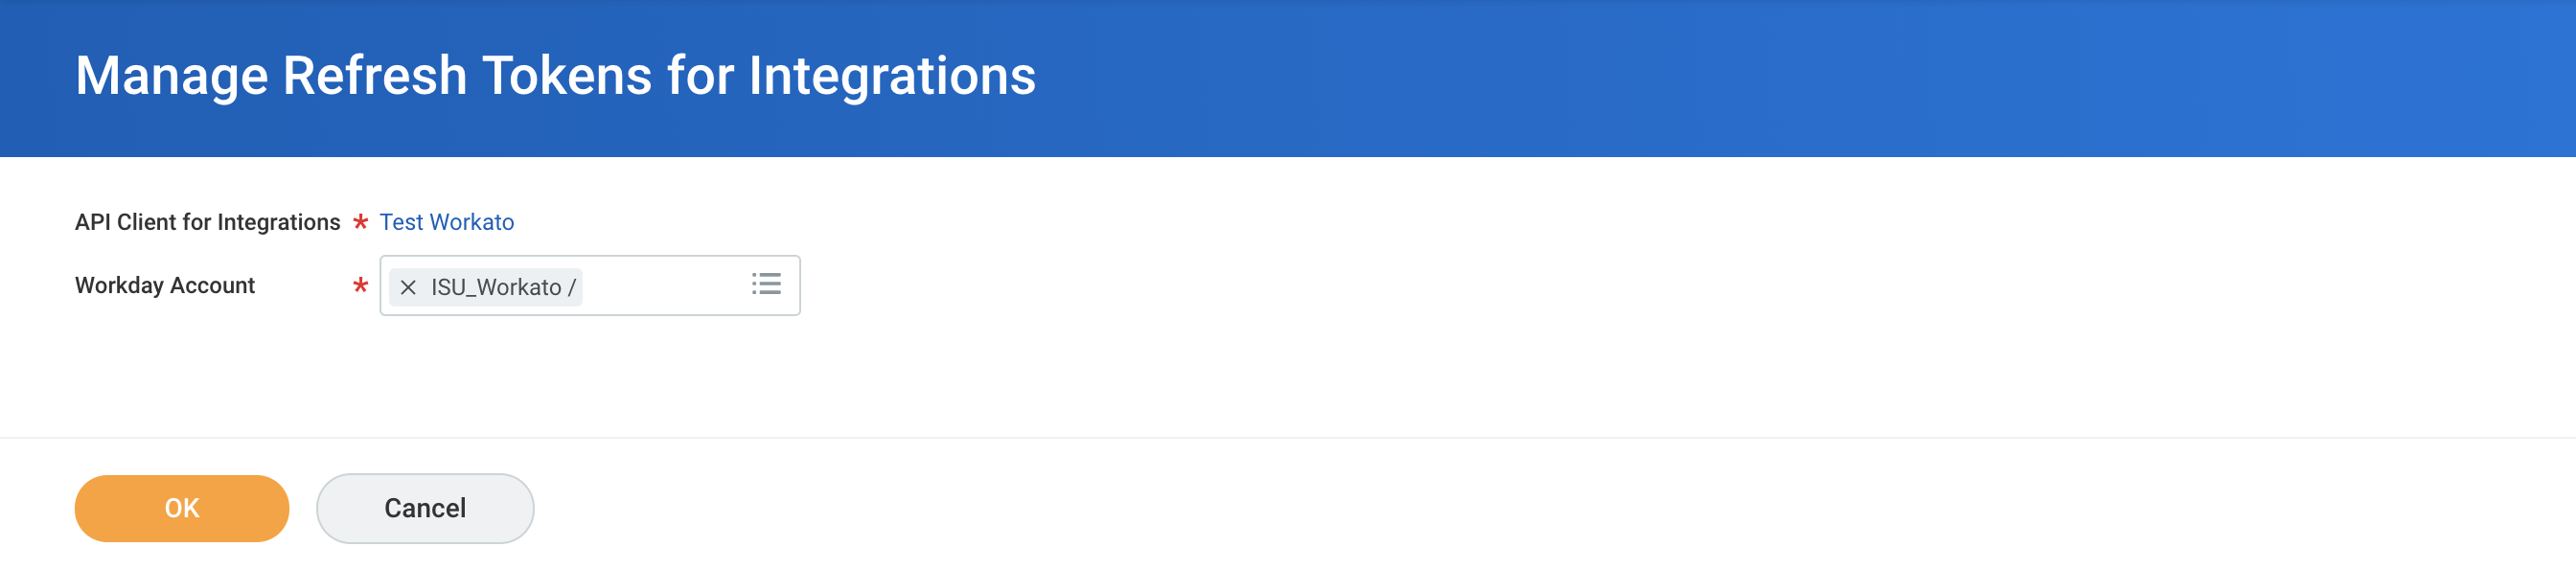 Manage Refresh Tokens for Integrations
API Client for Integrations * Test Workato
Workday Account * × ISU_Workato /
OK Cancel